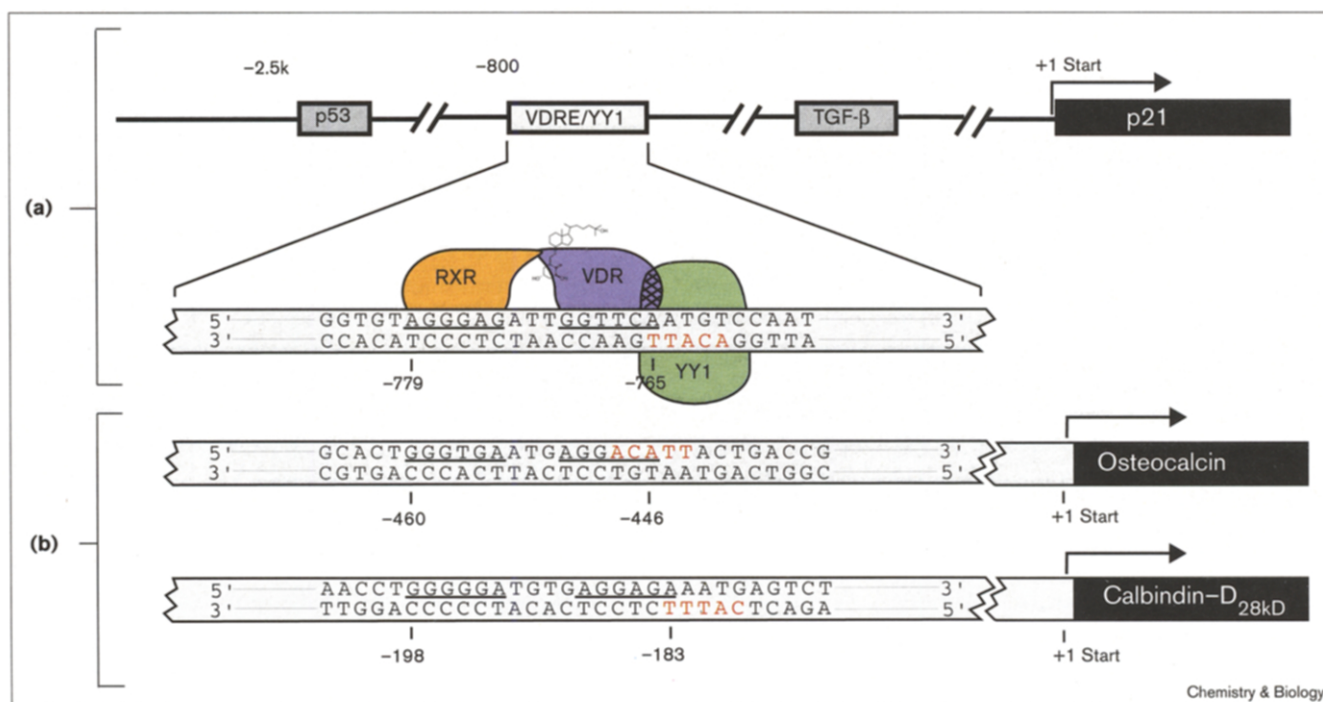 -2.5k -800 +1 Start
p53 VDRE/YY1 TGF-β p21
(a)
RXR VDR
5' GGTGTAGGGAGATTGGTTCAATGTCCAAT 3'
3' CCACATCCCTCTAACCAAGTTACAGGTTA 5'
-779 -765 YY1
(b)
5' GCACTGGGTGAATGAGGACATTACTGACCG 3'
3' CGTGACCCACTTACTCCTGTAATGACTGGC 5'
Osteocalcin
-460 -446 +1 Start
5' AACCTGGGGGATGTGAGGAGAAATGAGTCT 3'
3' TTGGACCCCCTACACTCCTCTTTACTCAGA 5'
Calbindin-D28kD
-198 -183 +1 Start
Chemistry & Biology